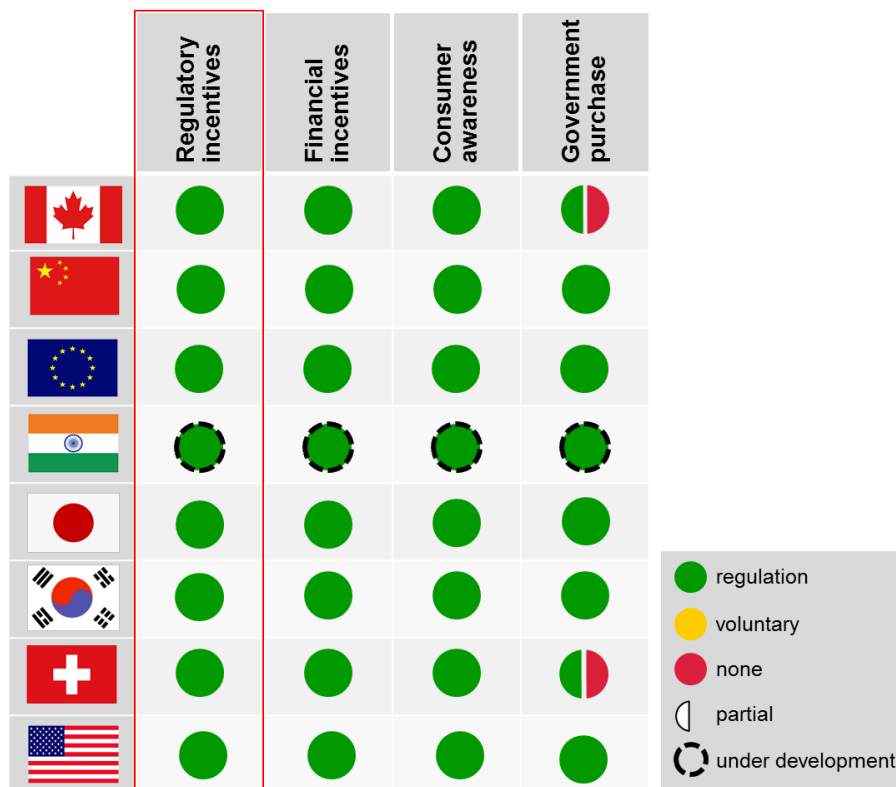 Regulatory
incentives
Financial
incentives
Consumer
awareness
Government
purchase
regulation
voluntary
none
partial
under development